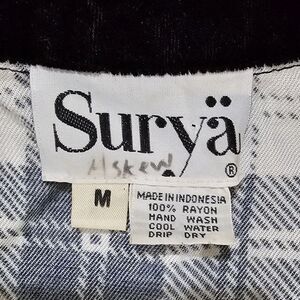 Suryä
®
Askew
M
MADE IN INDONESIA
100% RAYON
HAND WASH
COOL WATER
DRIP DRY